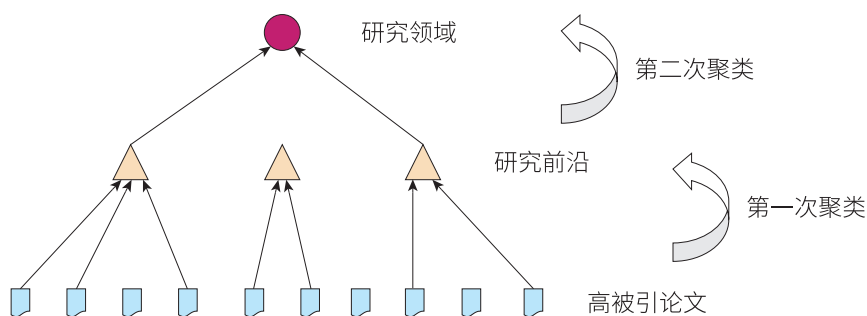 研究领域
第二次聚类
研究前沿
第一次聚类
高被引论文